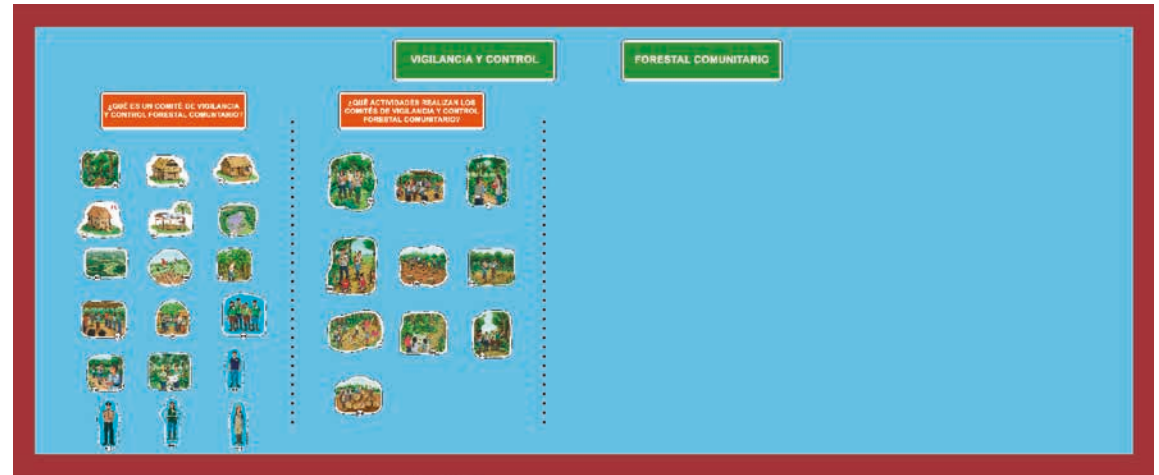 VIGILANCIA Y CONTROL
FORESTAL COMUNITARIO
¿QUÉ ES UN COMITÉ DE VIGILANCIA
Y CONTROL FORESTAL COMUNITARIO?
¿QUÉ ACTIVIDADES REALIZAN LOS
COMITÉS DE VIGILANCIA Y CONTROL
FORESTAL COMUNITARIO?